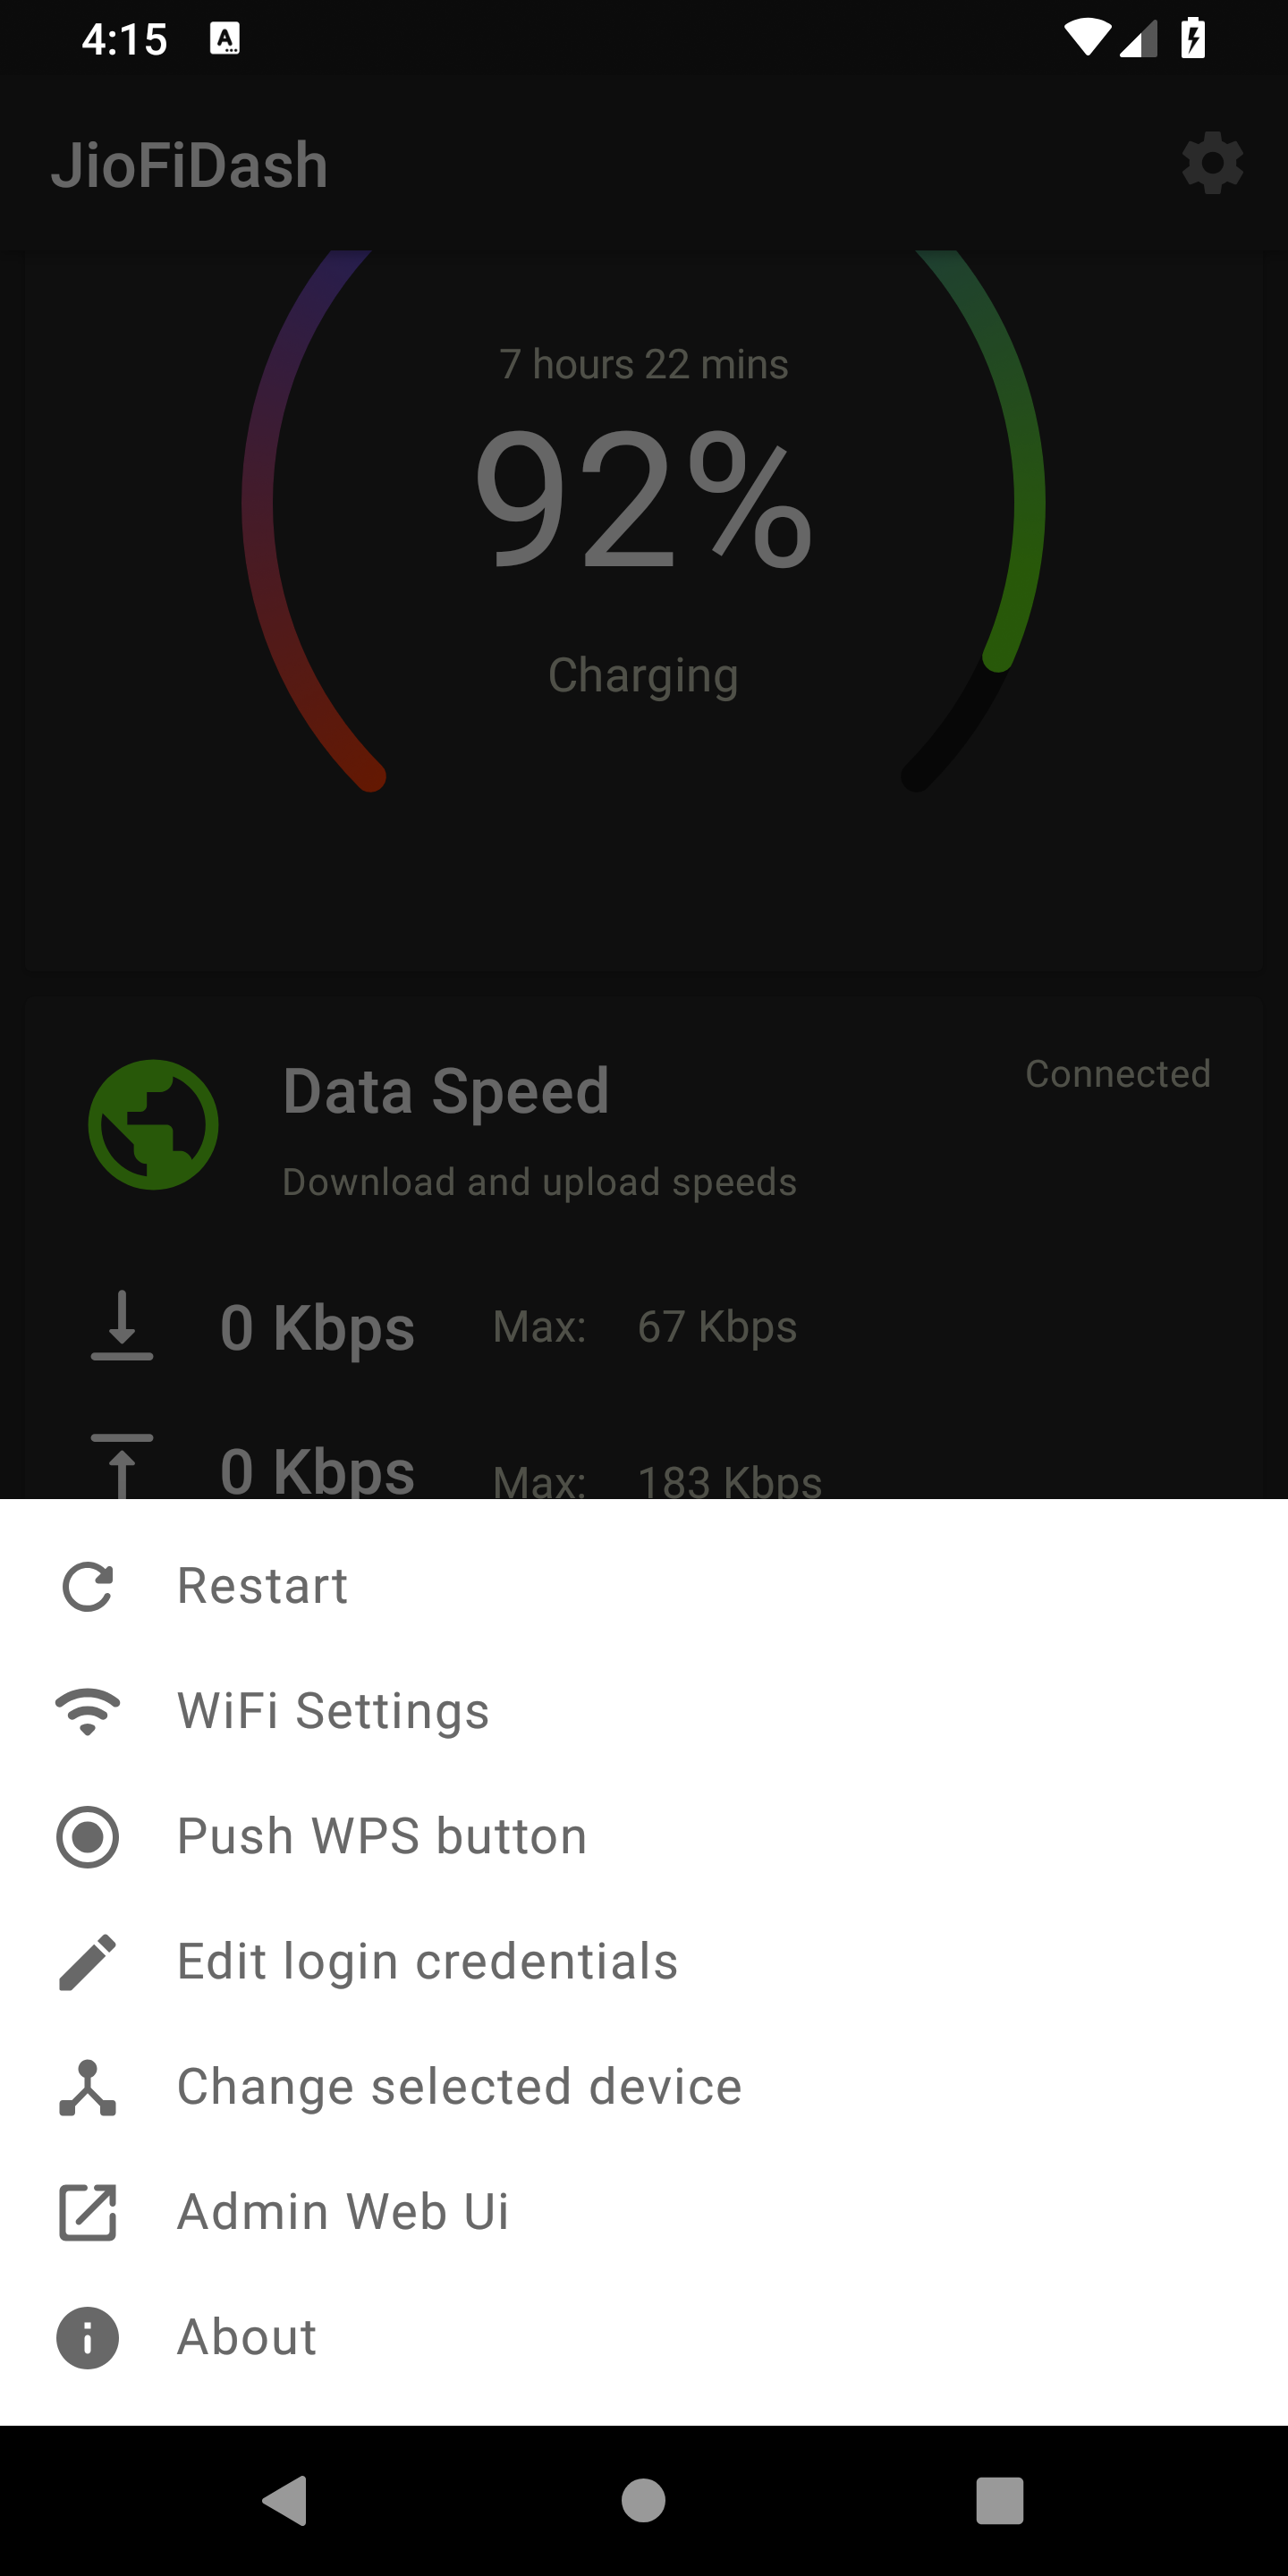 4:15
JioFiDash
7 hours 22 mins
92%
Charging
Data Speed
Connected
Download and upload speeds
0 Kbps Max: 67 Kbps
0 Kbps Max: 183 Kbps
Restart
WiFi Settings
Push WPS button
Edit login credentials
Change selected device
Admin Web Ui
About